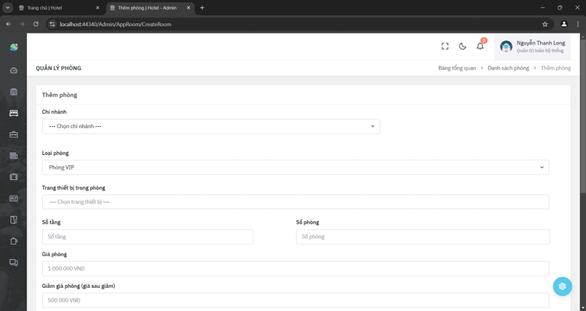 Trang chủ | Hotel
Thêm phòng | Hotel - Admin
localhost:44340/Admin/AppRoom/CreateRoom
2
Nguyễn Thanh Long
Quản trị toàn hệ thống
QUẢN LÝ PHÒNG
Bảng tổng quan > Danh sách phòng > Thêm phòng
Thêm phòng
Chi nhánh
--- Chọn chi nhánh ---
Loại phòng
Phòng VIP
Trang thiết bị trong phòng
--- Chọn trang thiết bị ---
Số tầng Số phòng
Số tầng Số phòng
Giá phòng
1 000 000 VNĐ
Giảm giá phòng (giá sau giảm)
500 000 VNĐ